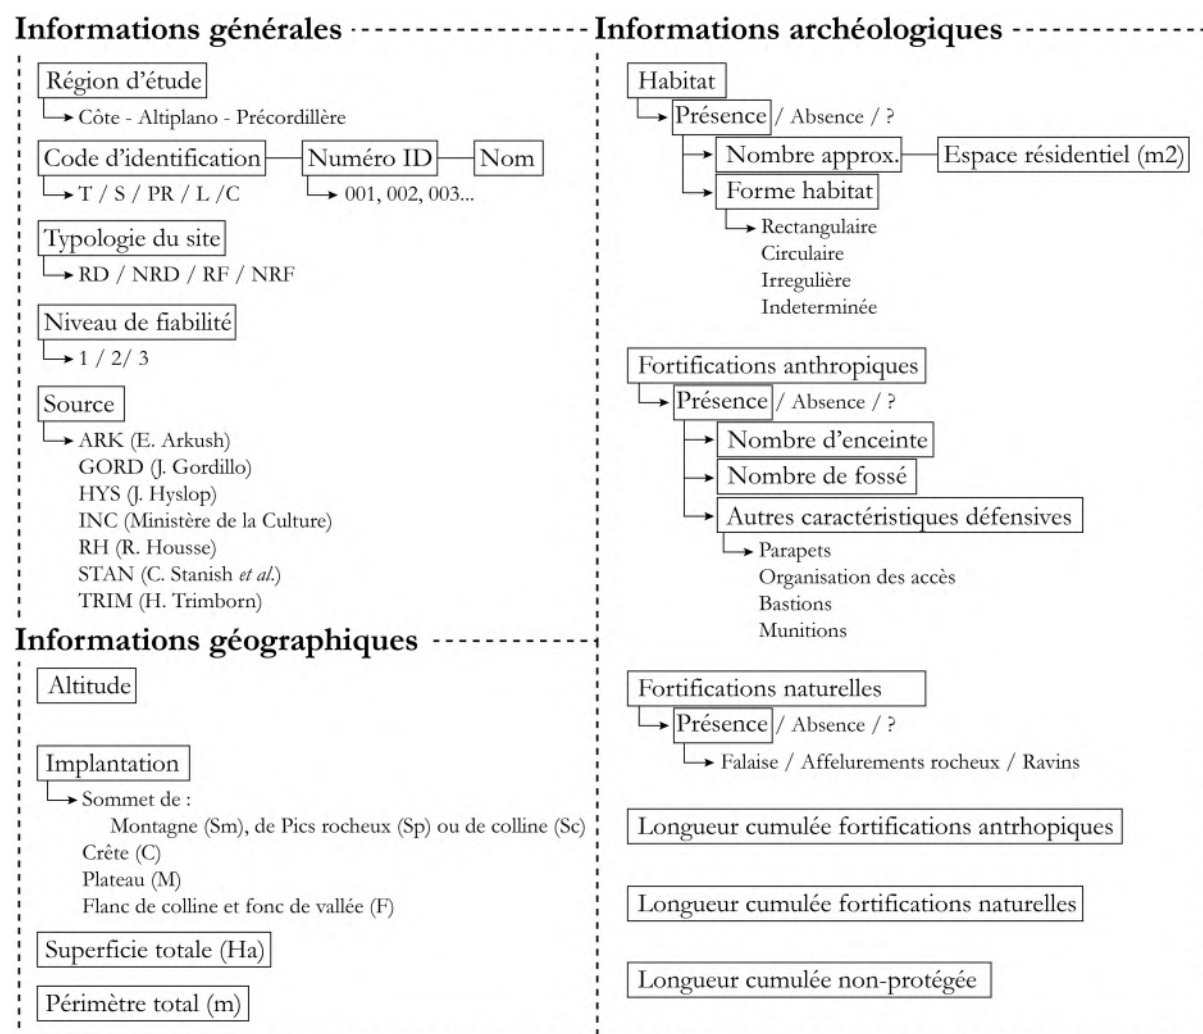 Informations générales
Région d'étude
Côte - Altiplano - Précordillère
Code d'identification Numéro ID Nom
T / S / PR / L /C 001, 002, 003...
Typologie du site
RD / NRD / RF / NRF
Niveau de fiabilité
1 / 2/ 3
Source
ARK (E. Arkush)
GORD (J. Gordillo)
HYS (J. Hyslop)
INC (Ministère de la Culture)
RH (R. Housse)
STAN (C. Stanish et al.)
TRIM (H. Trimborn)
Informations géographiques
Altitude
Implantation
Sommet de :
Montagne (Sm), de Pics rocheux (Sp) ou de colline (Sc)
Crête (C)
Plateau (M)
Flanc de colline et fonc de vallée (F)
Superficie totale (Ha)
Périmètre total (m)
Informations archéologiques
Habitat
Présence / Absence / ?
Nombre approx. Espace résidentiel (m2)
Forme habitat
Rectangulaire
Circulaire
Irregulière
Indeterminée
Fortifications anthropiques
Présence / Absence / ?
Nombre d'enceinte
Nombre de fossé
Autres caractéristiques défensives
Parapets
Organisation des accès
Bastions
Munitions
Fortifications naturelles
Présence / Absence / ?
Falaise / Affelurements rocheux / Ravins
Longueur cumulée fortifications antrhopiques
Longueur cumulée fortifications naturelles
Longueur cumulée non-protégée